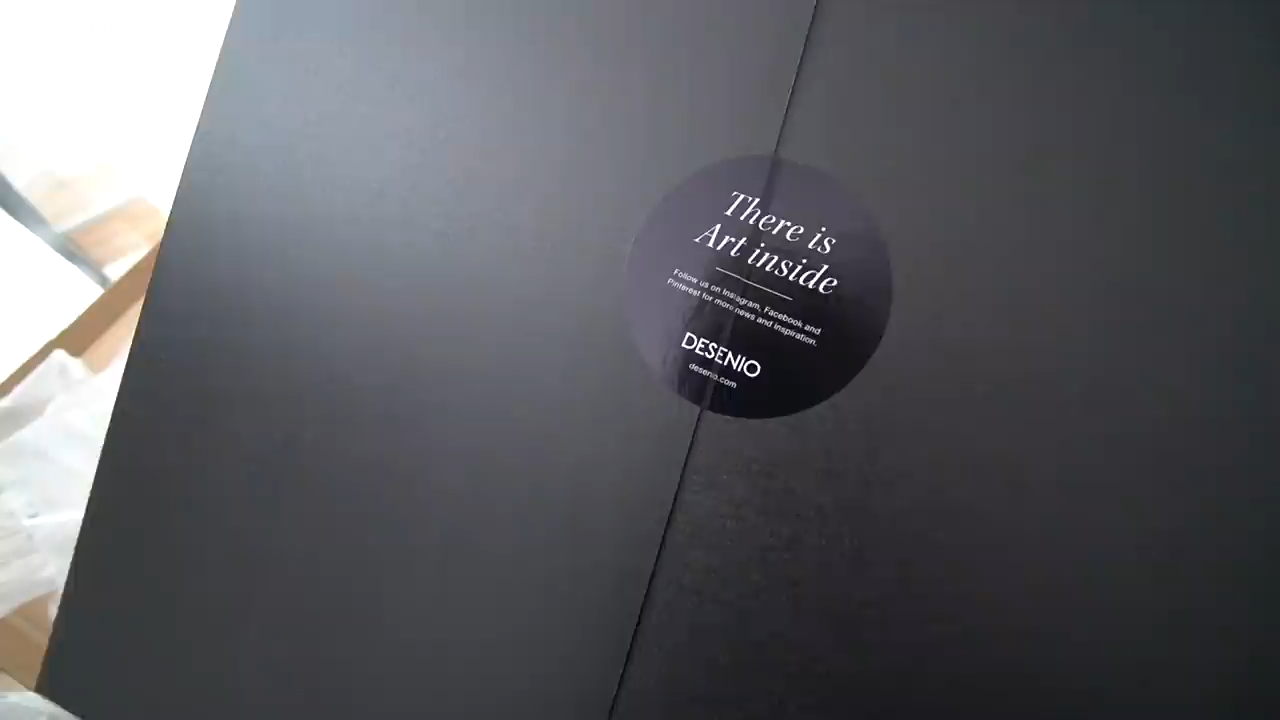 There is
Art inside
Follow us on Instagram, Facebook and
Pinterest for more news and inspiration.
DESENIO
desenio.com